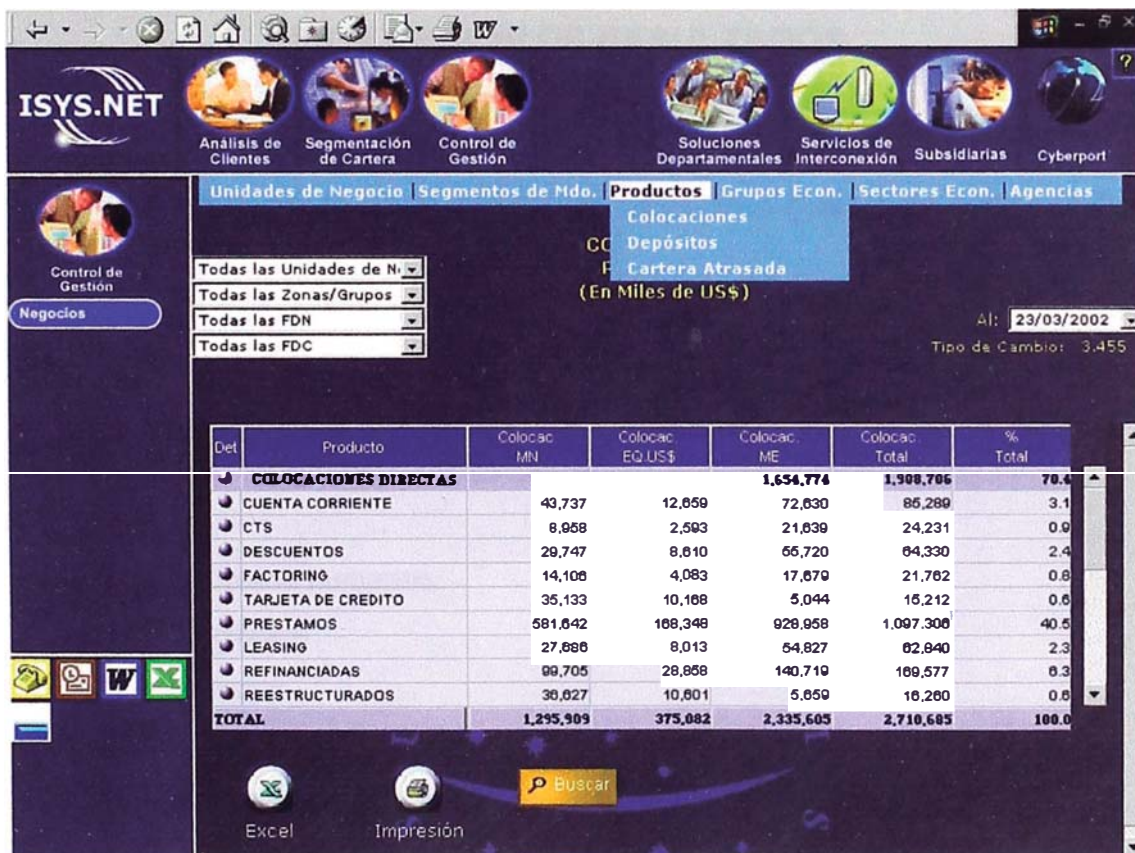 W
?
ISYS.NET
Análisis de Clientes
Segmentación de Cartera
Control de Gestión
Soluciones Departamentales
Servicios de Interconexión
Subsidiarias
Cyberport
Unidades de Negocio | Segmentos de Mdo. | Productos | Grupos Econ. | Sectores Econ. | Agencias
Colocaciones
Depósitos
Cartera Atrasada
(En Miles de US$)
Control de Gestión
Negocios
Todas las Unidades de N
Todas las Zonas/Grupos
Todas las FDN
Todas las FDC
Al: 23/03/2002
Tipo de Cambio: 3.455
Det Producto Colocac. MN Colocac. EQ.US$ Colocac. ME Colocac. Total % Total
COLOCACIONES DIRECTAS 1,654,774 1,908,706 70.4
CUENTA CORRIENTE 43,737 12,659 72,630 85,289 3.1
CTS 8,958 2,593 21,639 24,231 0.9
DESCUENTOS 29,747 8,610 55,720 64,330 2.4
FACTORING 14,106 4,083 17,679 21,762 0.8
TARJETA DE CREDITO 35,133 10,168 5,044 15,212 0.6
PRESTAMOS 581,642 168,348 928,958 1,097.306 40.5
LEASING 27,686 8,013 54,827 62,840 2.3
REFINANCIADAS 99,705 28,858 140,719 169,577 6.3
REESTRUCTURADOS 36,627 10,601 5,659 16,260 0.6
TOTAL 1,295,909 375,082 2,335,605 2,710,685 100.0
W
Buscar
Excel
Impresión